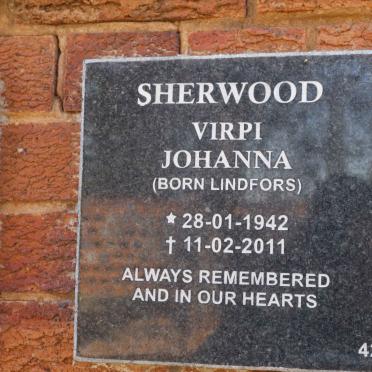 SHERWOOD
VIRPI
JOHANNA
(BORN LINDFORS)
★ 28-01-1942
† 11-02-2011
ALWAYS REMEMBERED
AND IN OUR HEARTS